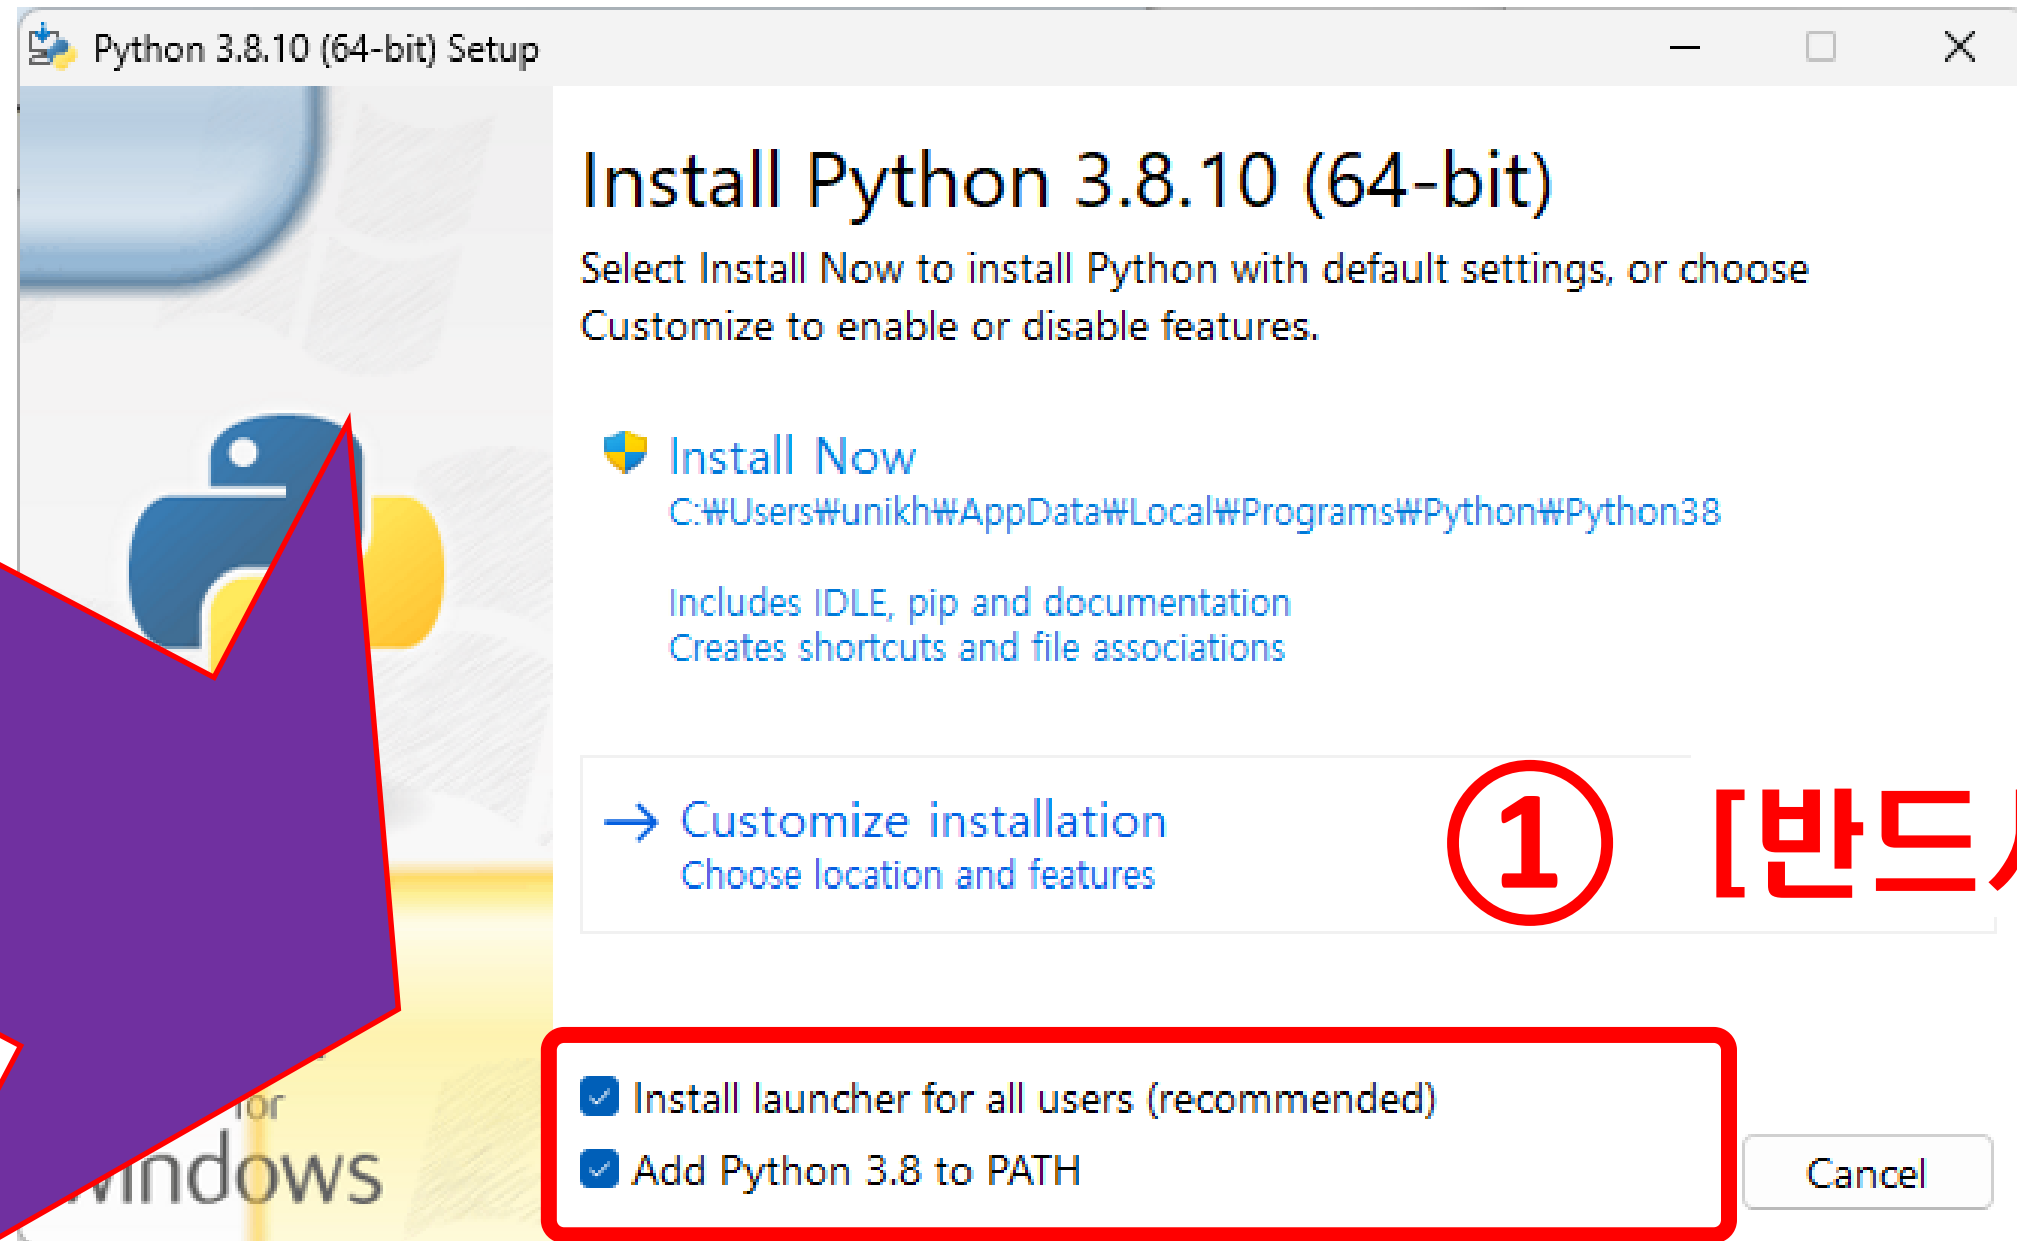 Python 3.8.10 (64-bit) Setup
Install Python 3.8.10 (64-bit)
Select Install Now to install Python with default settings, or choose
Customize to enable or disable features.
Install Now
C:₩Users₩unikh₩AppData₩Local₩Programs₩Python₩Python38
Includes IDLE, pip and documentation
Creates shortcuts and file associations
→ Customize installation
Choose location and features
① [반드
Install launcher for all users (recommended)
Add Python 3.8 to PATH
for
windows
Cancel